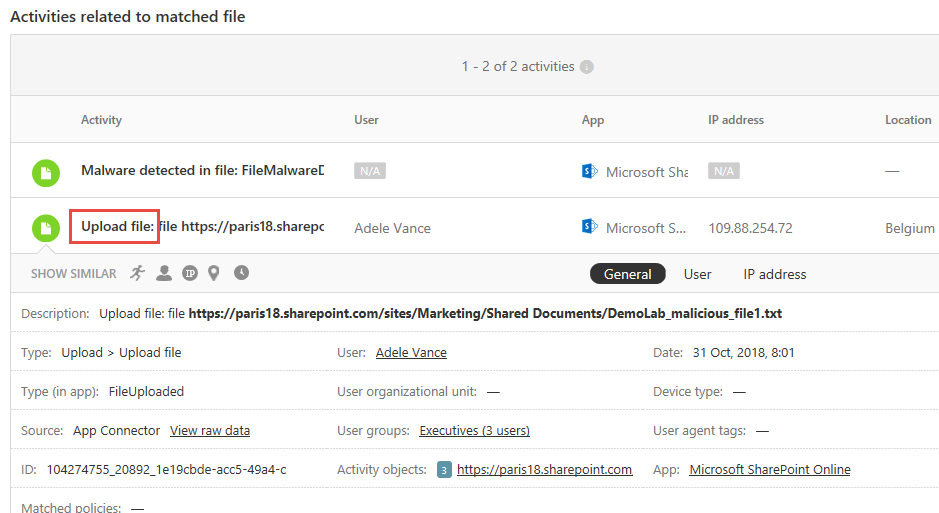 Activities related to matched file
1 - 2 of 2 activities
Activity User App IP address Location
Malware detected in file: FileMalwareD N/A Microsoft Sha N/A —
Upload file: file https://paris18.sharepo Adele Vance Microsoft S... 109.88.254.72 Belgium
SHOW SIMILAR IP General User IP address
Description: Upload file: file https://paris18.sharepoint.com/sites/Marketing/Shared Documents/DemoLab_malicious_file1.txt
Type: Upload > Upload file User: Adele Vance Date: 31 Oct, 2018, 8:01
Type (in app): FileUploaded User organizational unit: — Device type: —
Source: App Connector View raw data User groups: Executives (3 users) User agent tags: —
ID: 104274755_20892_1e19cbde-acc5-49a4-c Activity objects: 3 https://paris18.sharepoint.com App: Microsoft SharePoint Online
Matched policies: —